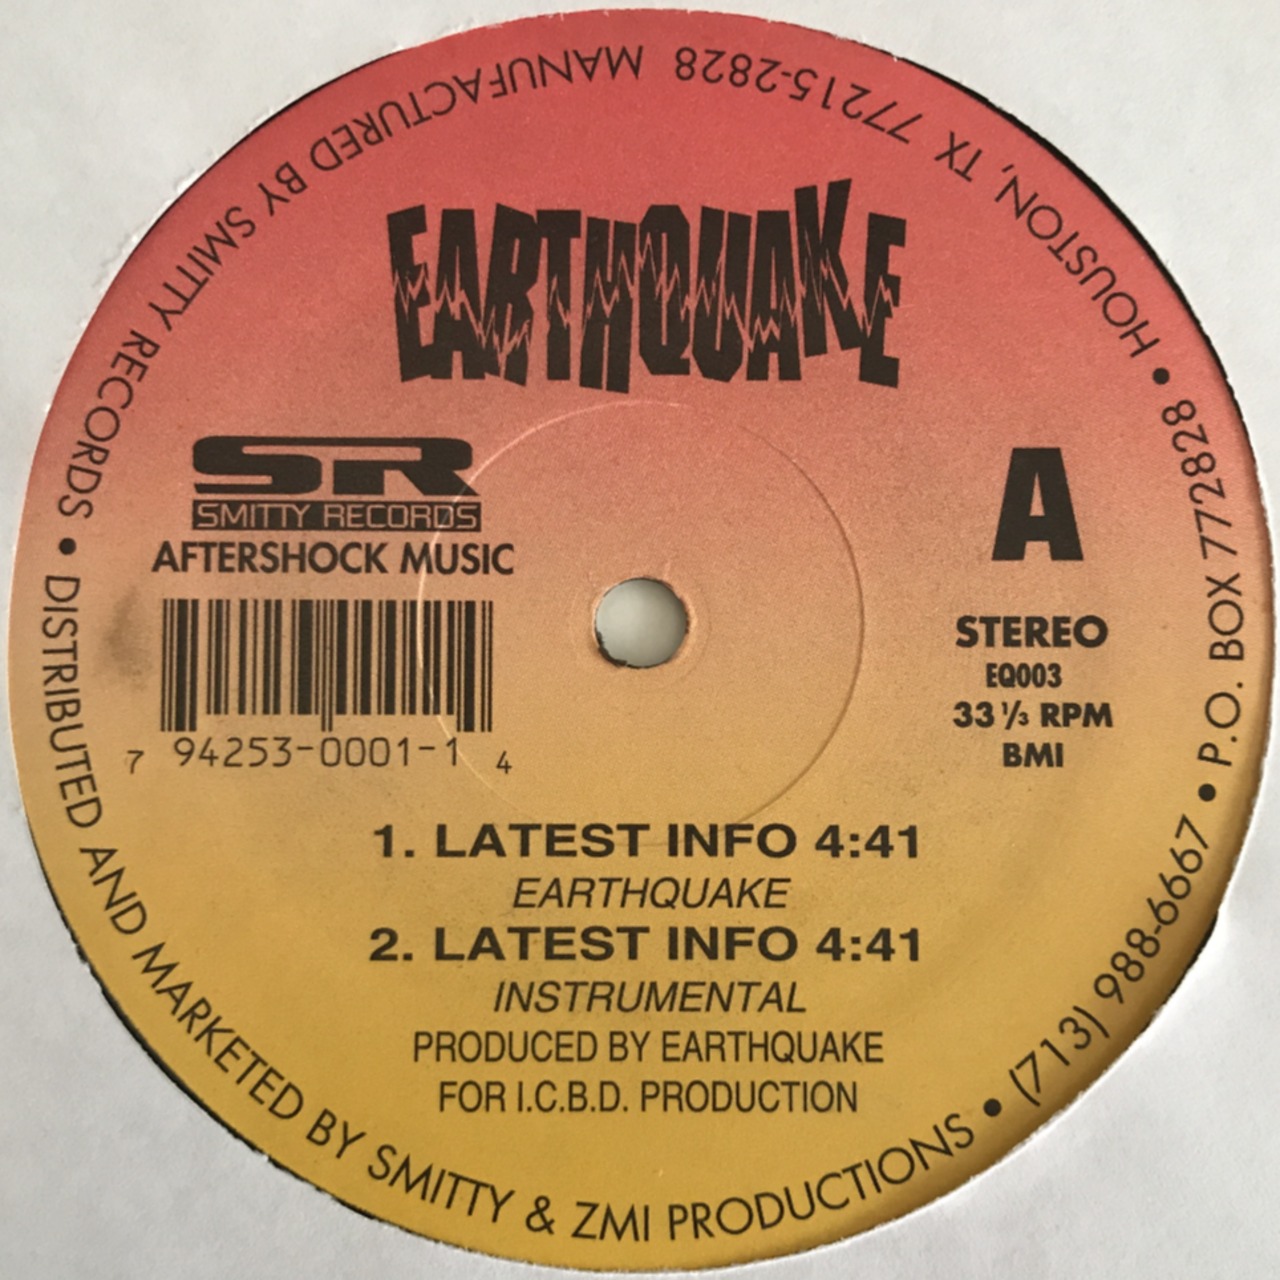 EARTHQUAKE
SR
SMITTY RECORDS
AFTERSHOCK MUSIC
7 94253-0001-1 4
A
STEREO
EQ003
33 ⅓ RPM
BMI
1. LATEST INFO 4:41
EARTHQUAKE
2. LATEST INFO 4:41
INSTRUMENTAL
PRODUCED BY EARTHQUAKE
FOR I.C.B.D. PRODUCTION
MANUFACTURED BY SMITTY RECORDS • DISTRIBUTED AND MARKETED BY SMITTY & ZMI PRODUCTIONS • (713) 988-6667 • P.O. BOX 772828 • HOUSTON, TX 77215-2828